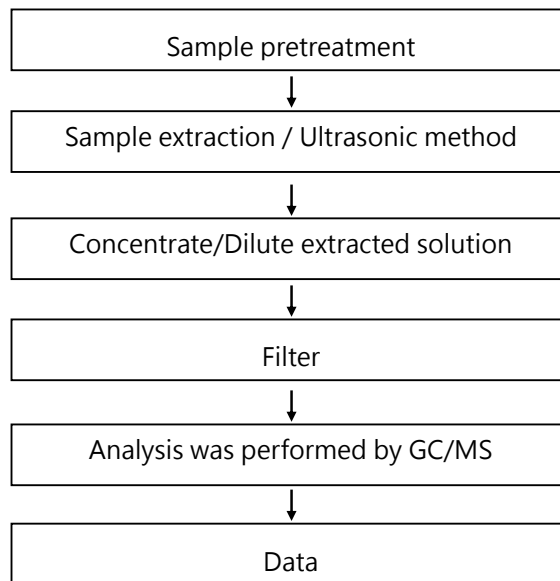 Sample pretreatment
Sample extraction / Ultrasonic method
Concentrate/Dilute extracted solution
Filter
Analysis was performed by GC/MS
Data